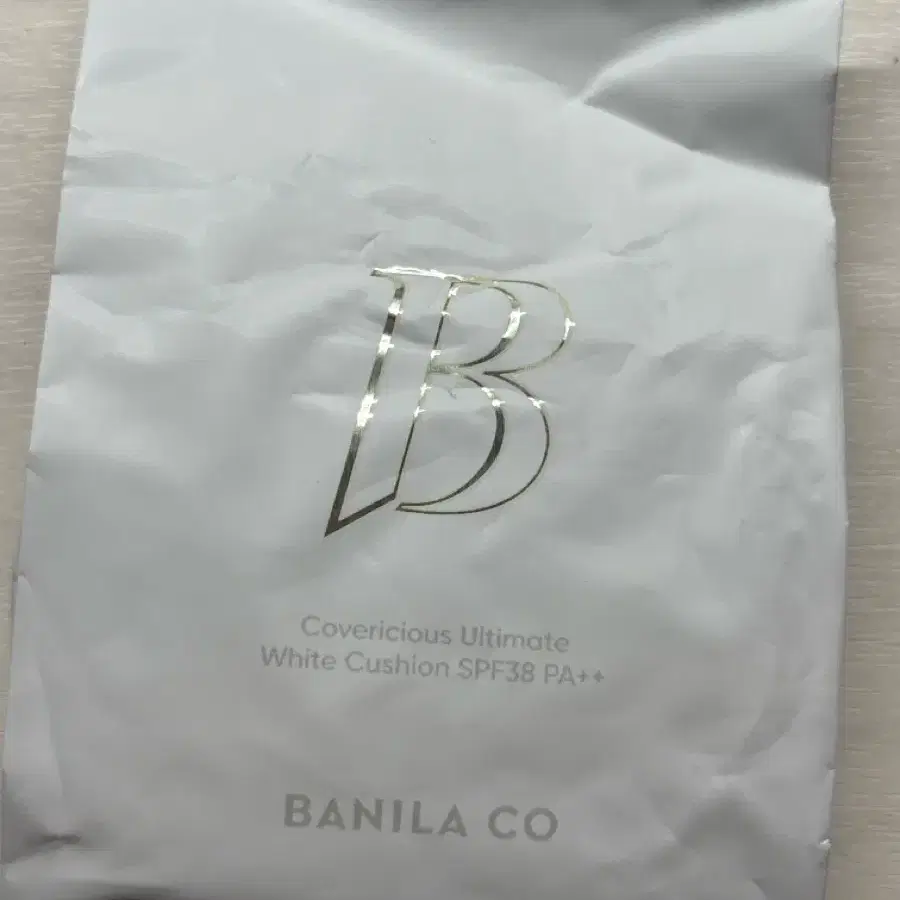 B
Covericious Ultimate
White Cushion SPF38 PA++
BANILA CO